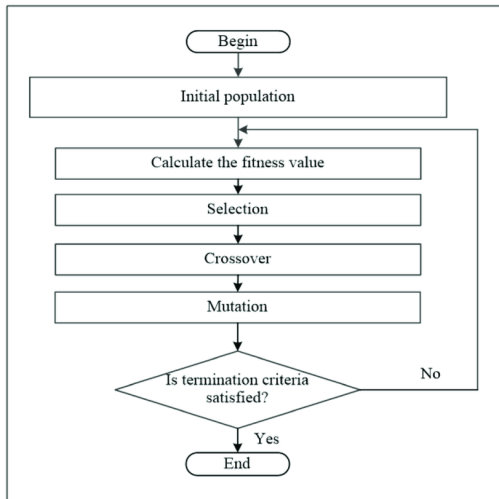 Begin
Initial population
Calculate the fitness value
Selection
Crossover
Mutation
Is termination criteria
satisfied?
No
Yes
End